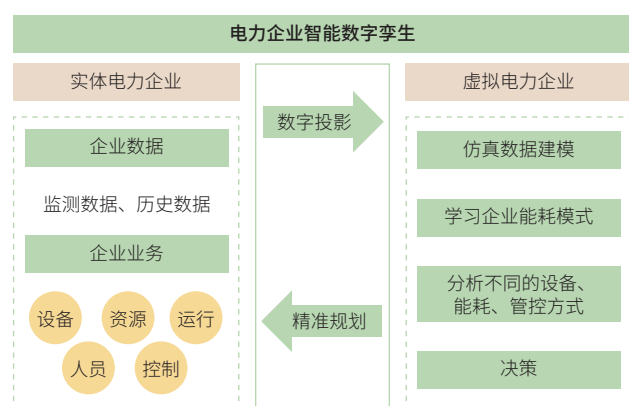 电力企业智能数字孪生
实体电力企业
企业数据
监测数据、历史数据
企业业务
设备
资源
运行
人员
控制
数字投影
精准规划
虚拟电力企业
仿真数据建模
学习企业能耗模式
分析不同的设备、
能耗、管控方式
决策